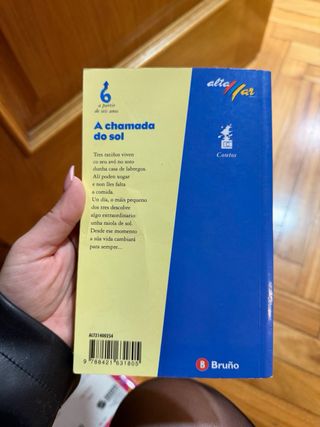 6
a partir
de seis anos
alta Mar
A chamada
do sol
Contos
Tres ratiños viven
co seu avó no soto
dunha casa de labregos.
Alí poden xogar
e non lles falta
a comida.
Un día, o máis pequeno
dos tres descobre
algo extraordinario:
unha raiola de sol.
Desde ese momento
a súa vida cambiará
para sempre...
ALT21400254
9 788421 631805
B Bruño